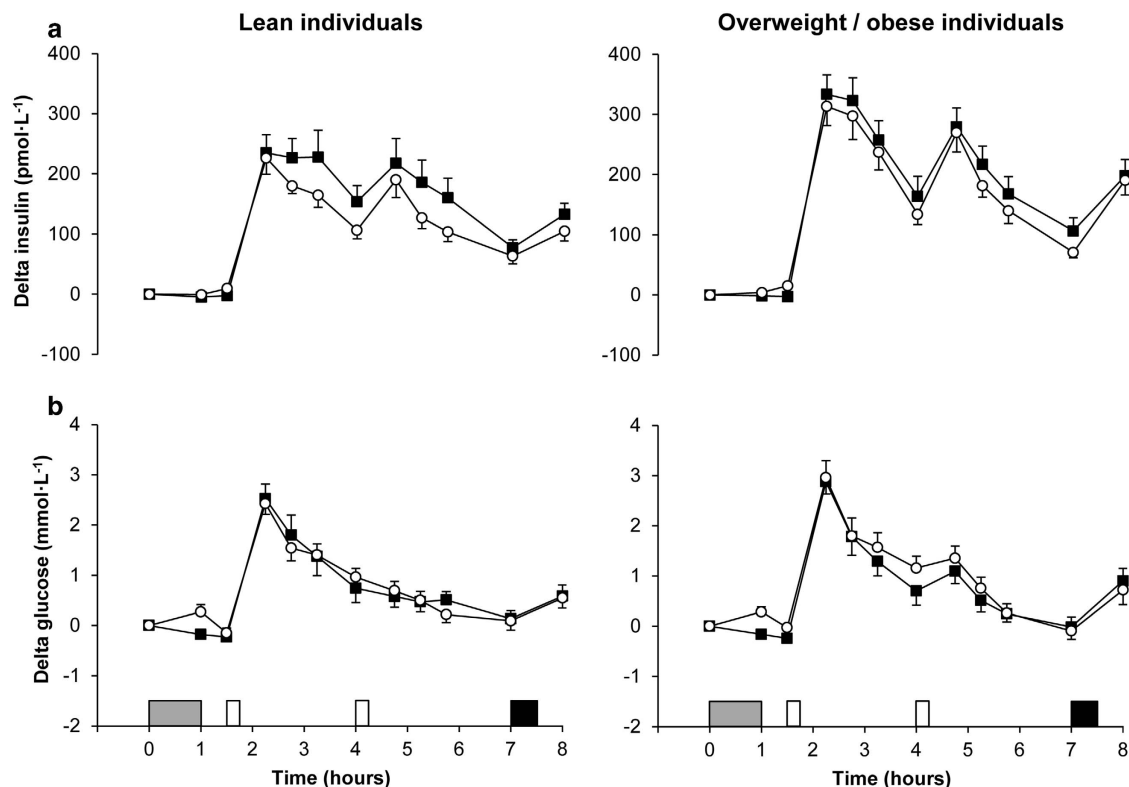 Lean individuals
Overweight / obese individuals
a
400
300
200
100
0
-100
Delta insulin (pmol·L⁻¹)
400
300
200
100
0
-100
b
4
3
2
1
0
-1
-2
Delta glucose (mmol·L⁻¹)
4
3
2
1
0
-1
-2
0 1 2 3 4 5 6 7 8
Time (hours)
0 1 2 3 4 5 6 7 8
Time (hours)